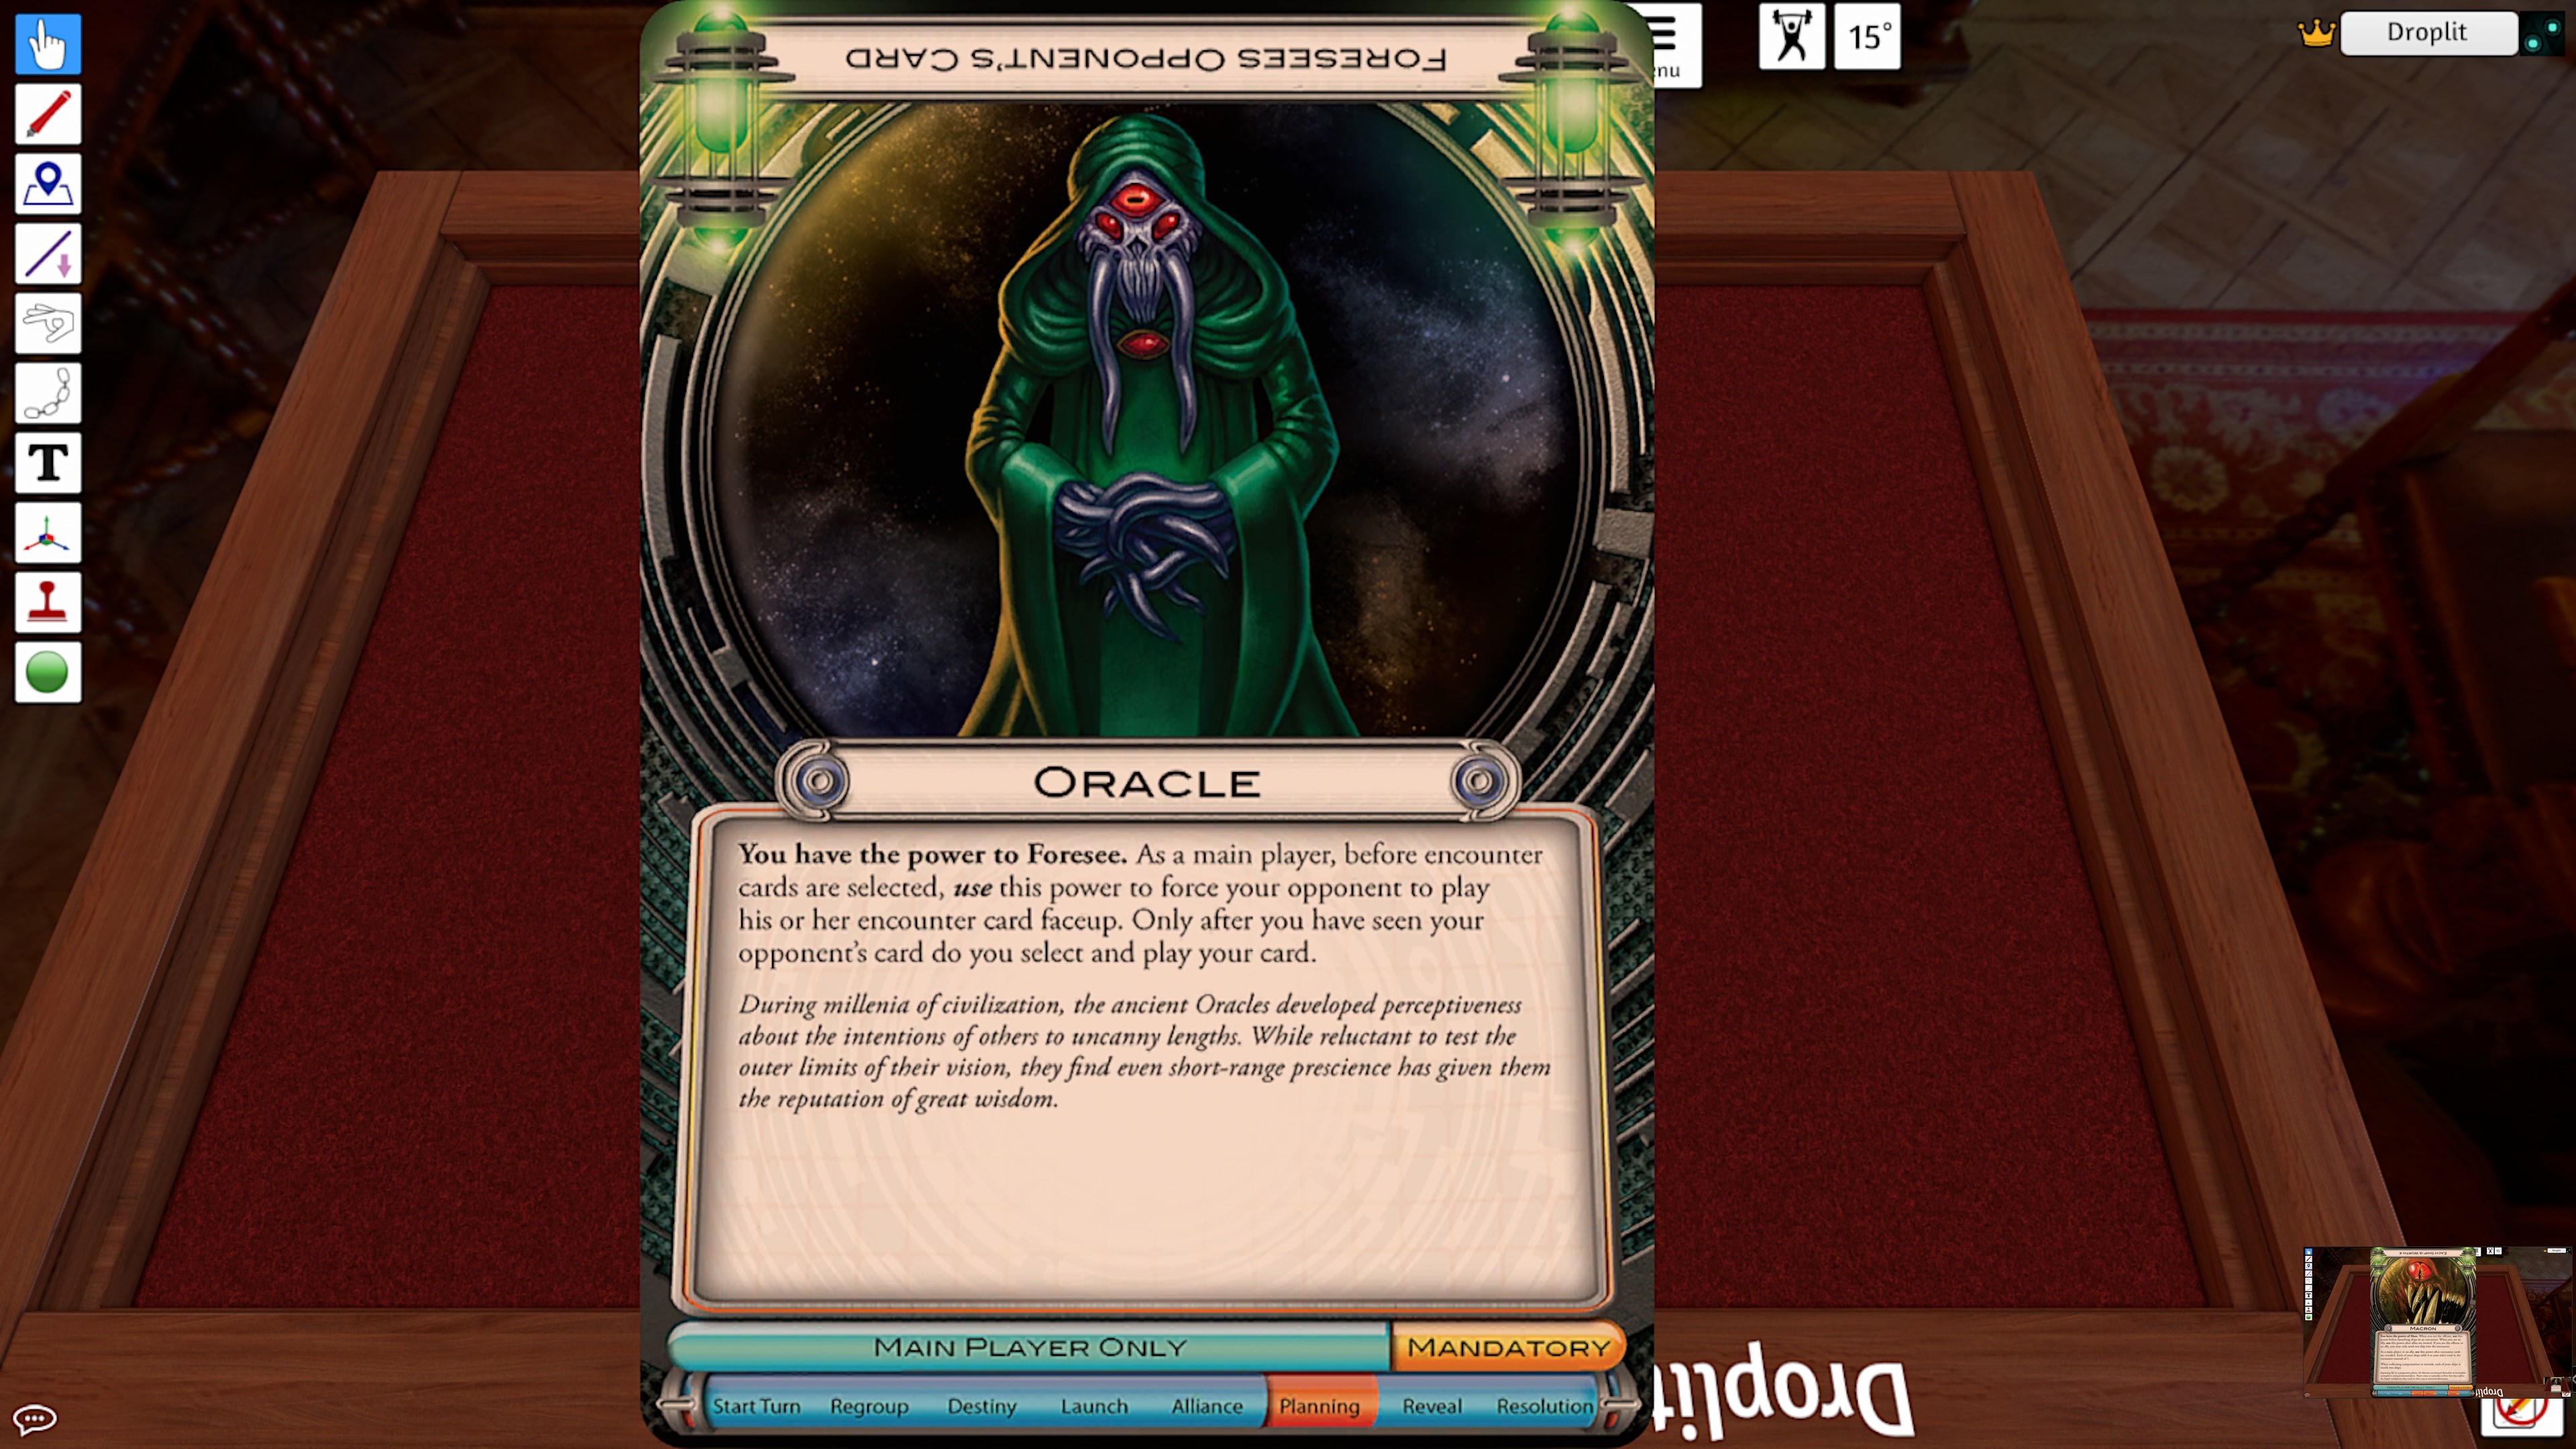 FORESEES OPPONENT'S CARD
nu
15°
Droplit
T
ORACLE
You have the power to Foresee. As a main player, before encounter
cards are selected, use this power to force your opponent to play
his or her encounter card faceup. Only after you have seen your
opponent's card do you select and play your card.
During millenia of civilization, the ancient Oracles developed perceptiveness
about the intentions of others to uncanny lengths. While reluctant to test the
outer limits of their vision, they find even short-range prescience has given them
the reputation of great wisdom.
MAIN PLAYER ONLY
MANDATORY
Start Turn Regroup Destiny Launch Alliance Planning Reveal Resolution
Droplit
MACRON